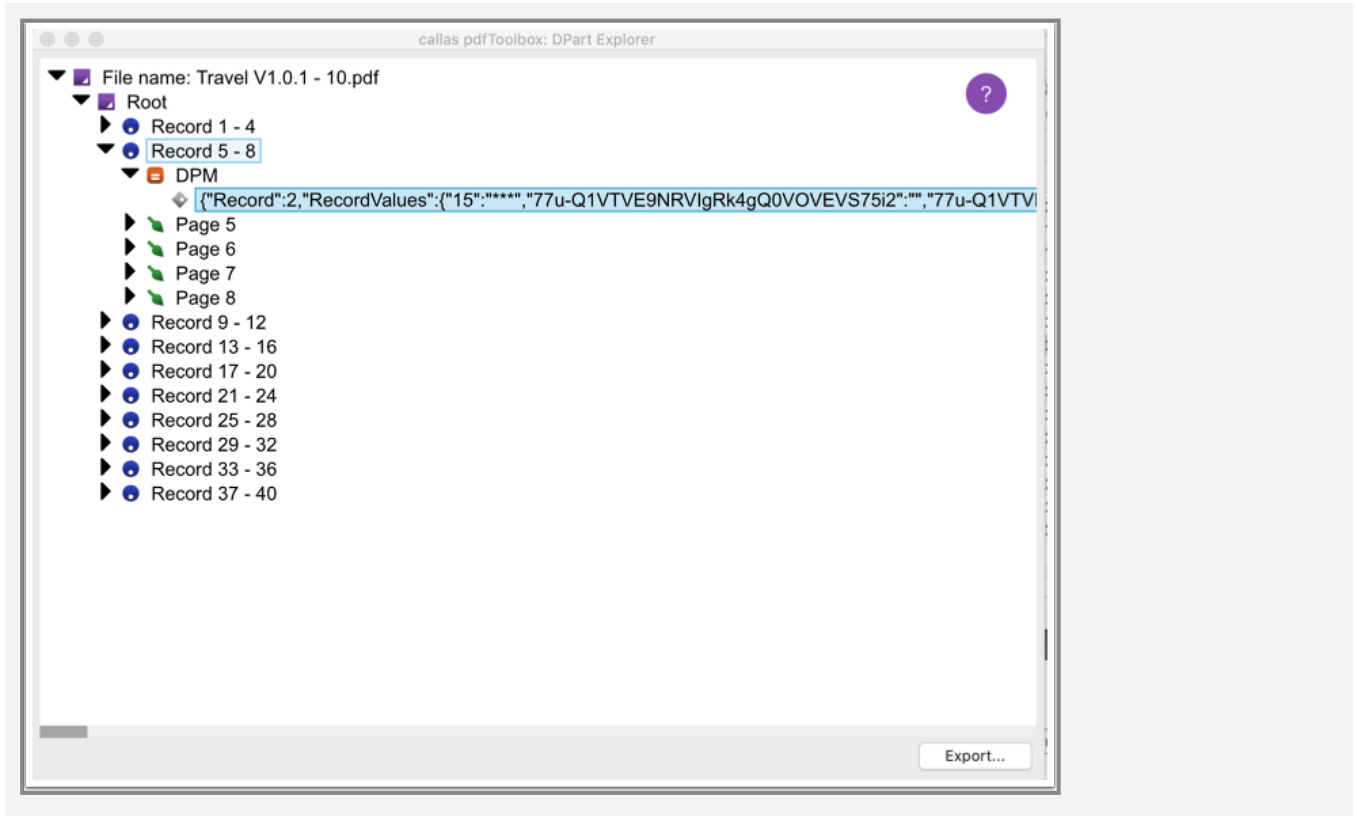 callas pdfToolbox: DPart Explorer
File name: Travel V1.0.1 - 10.pdf
?
Root
Record 1 - 4
Record 5 - 8
DPM
{"Record":2,"RecordValues":{"15":"***","77u-Q1VTVE9NRVIgRk4gQ0VOVEVS75i2":"","77u-Q1VTV
Page 5
Page 6
Page 7
Page 8
Record 9 - 12
Record 13 - 16
Record 17 - 20
Record 21 - 24
Record 25 - 28
Record 29 - 32
Record 33 - 36
Record 37 - 40
Export...